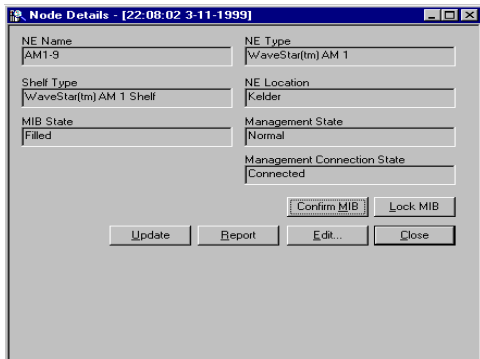 Node Details - [22:08:02 3-11-1999]
NE Name
NE Type
AM1-9
WaveStar(tm) AM 1
Shelf Type
NE Location
WaveStar(tm) AM 1 Shelf
Kelder
MIB State
Management State
Filled
Normal
Management Connection State
Connected
Confirm MIB
Lock MIB
Update
Report
Edit...
Close